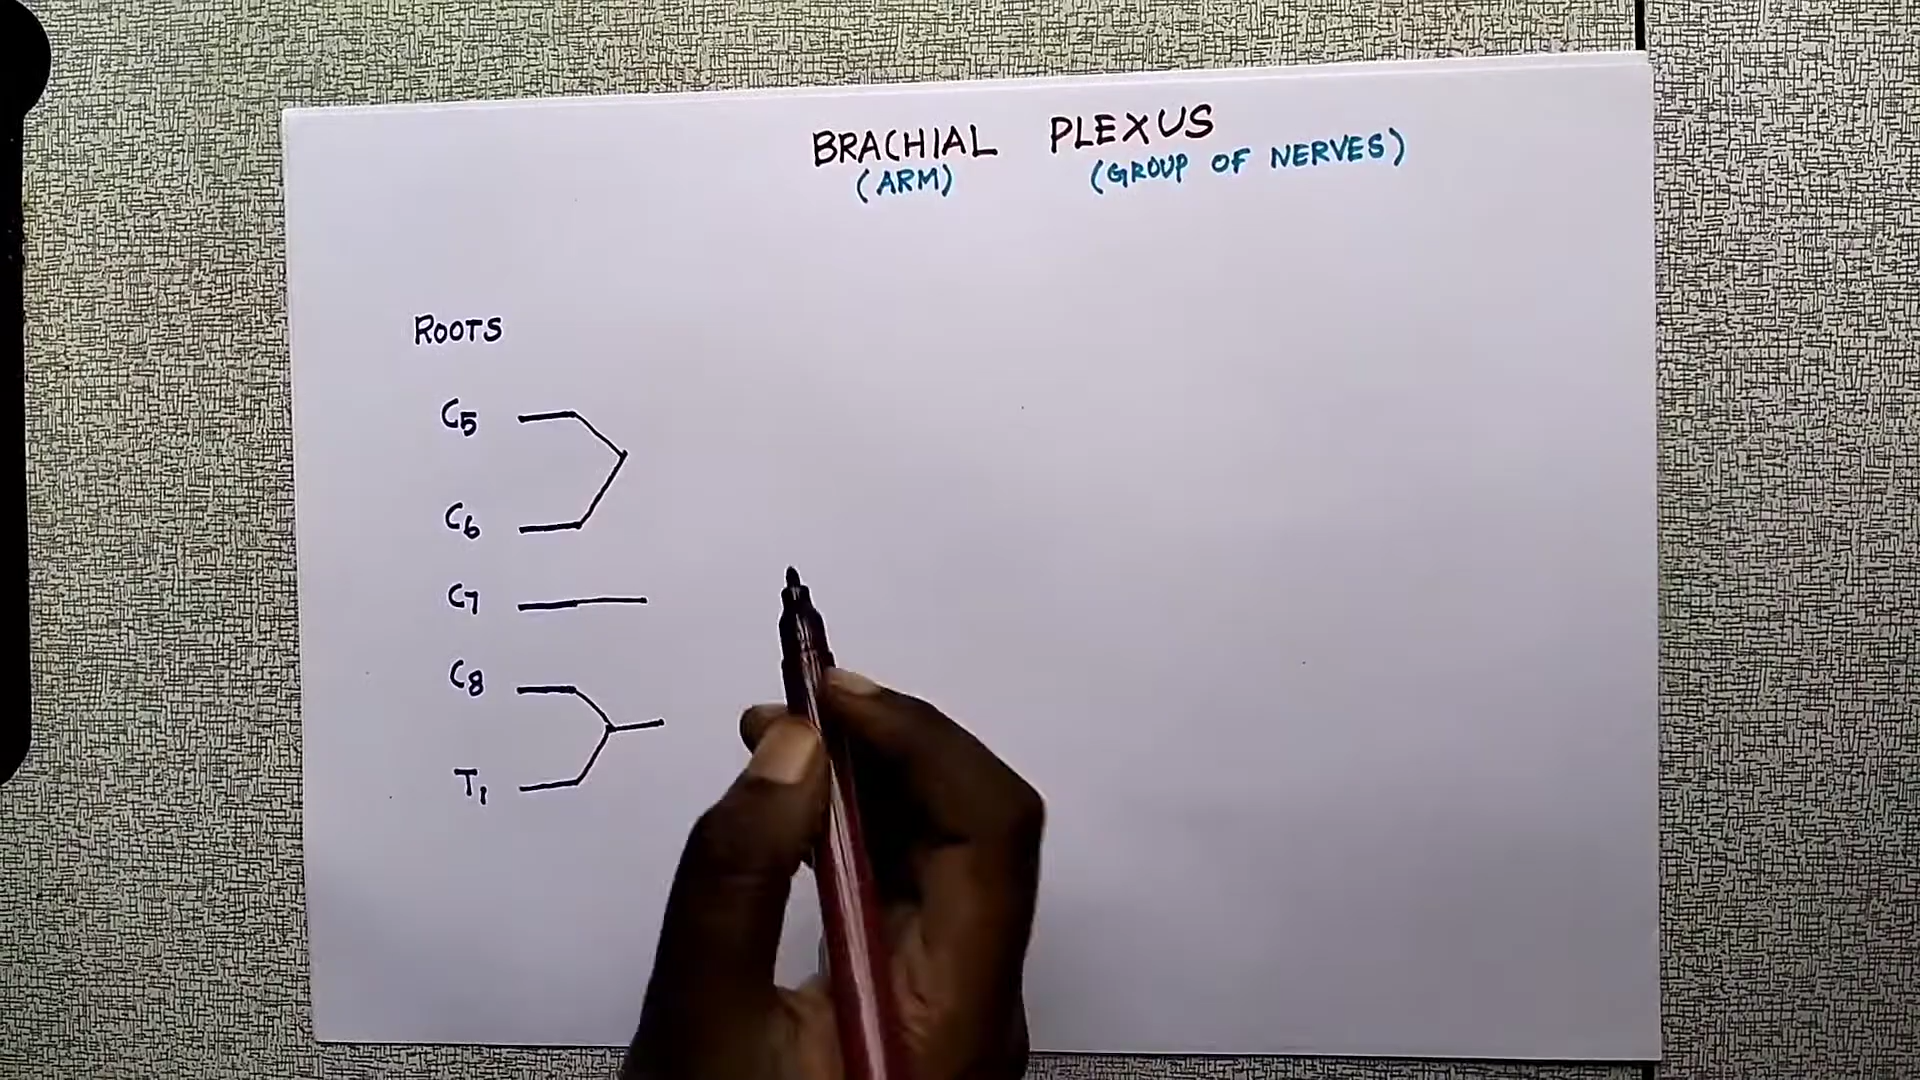 BRACHIAL PLEXUS
(ARM) (GROUP OF NERVES)
ROOTS
C5
C6
C7
C8
T1